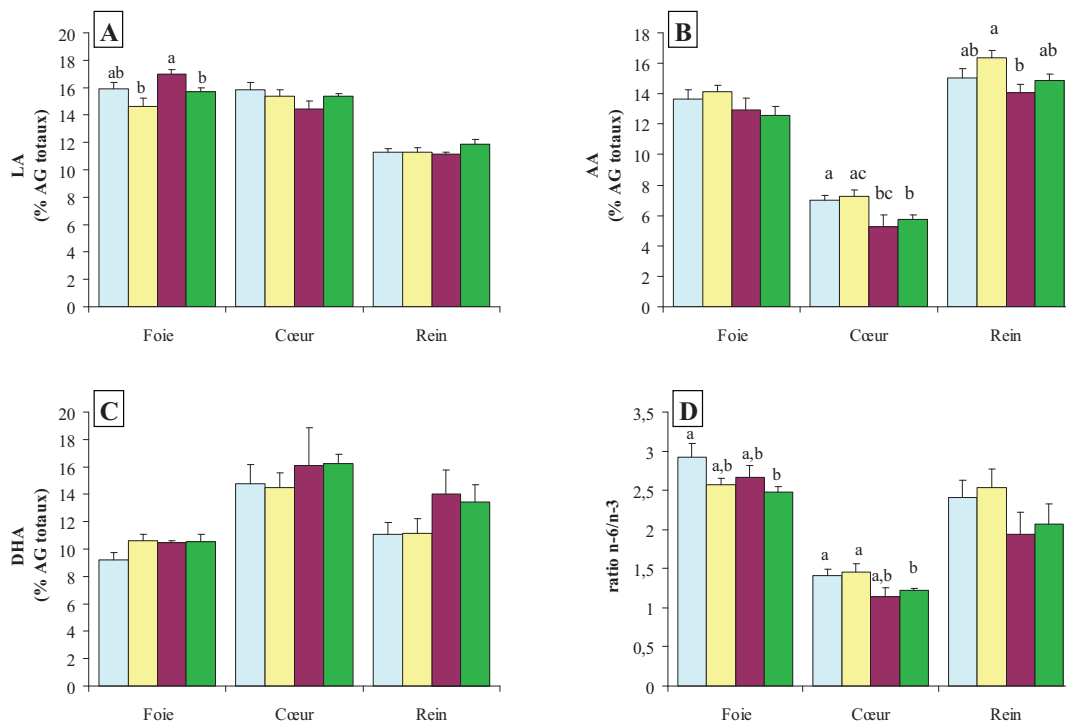 A
LA
(% AG totaux)
20
18
16
14
12
10
8
6
4
2
0
ab
b
a
b
Foie
Cœur
Rein
B
AA
(% AG totaux)
18
16
14
12
10
8
6
4
2
0
a
ac
bc
b
ab
a
b
ab
Foie
Cœur
Rein
C
DHA
(% AG totaux)
20
18
16
14
12
10
8
6
4
2
0
Foie
Cœur
Rein
D
ratio n-6/n-3
3,5
3
2,5
2
1,5
1
0,5
0
a
a,b
a,b
b
a
a
a,b
b
Foie
Cœur
Rein